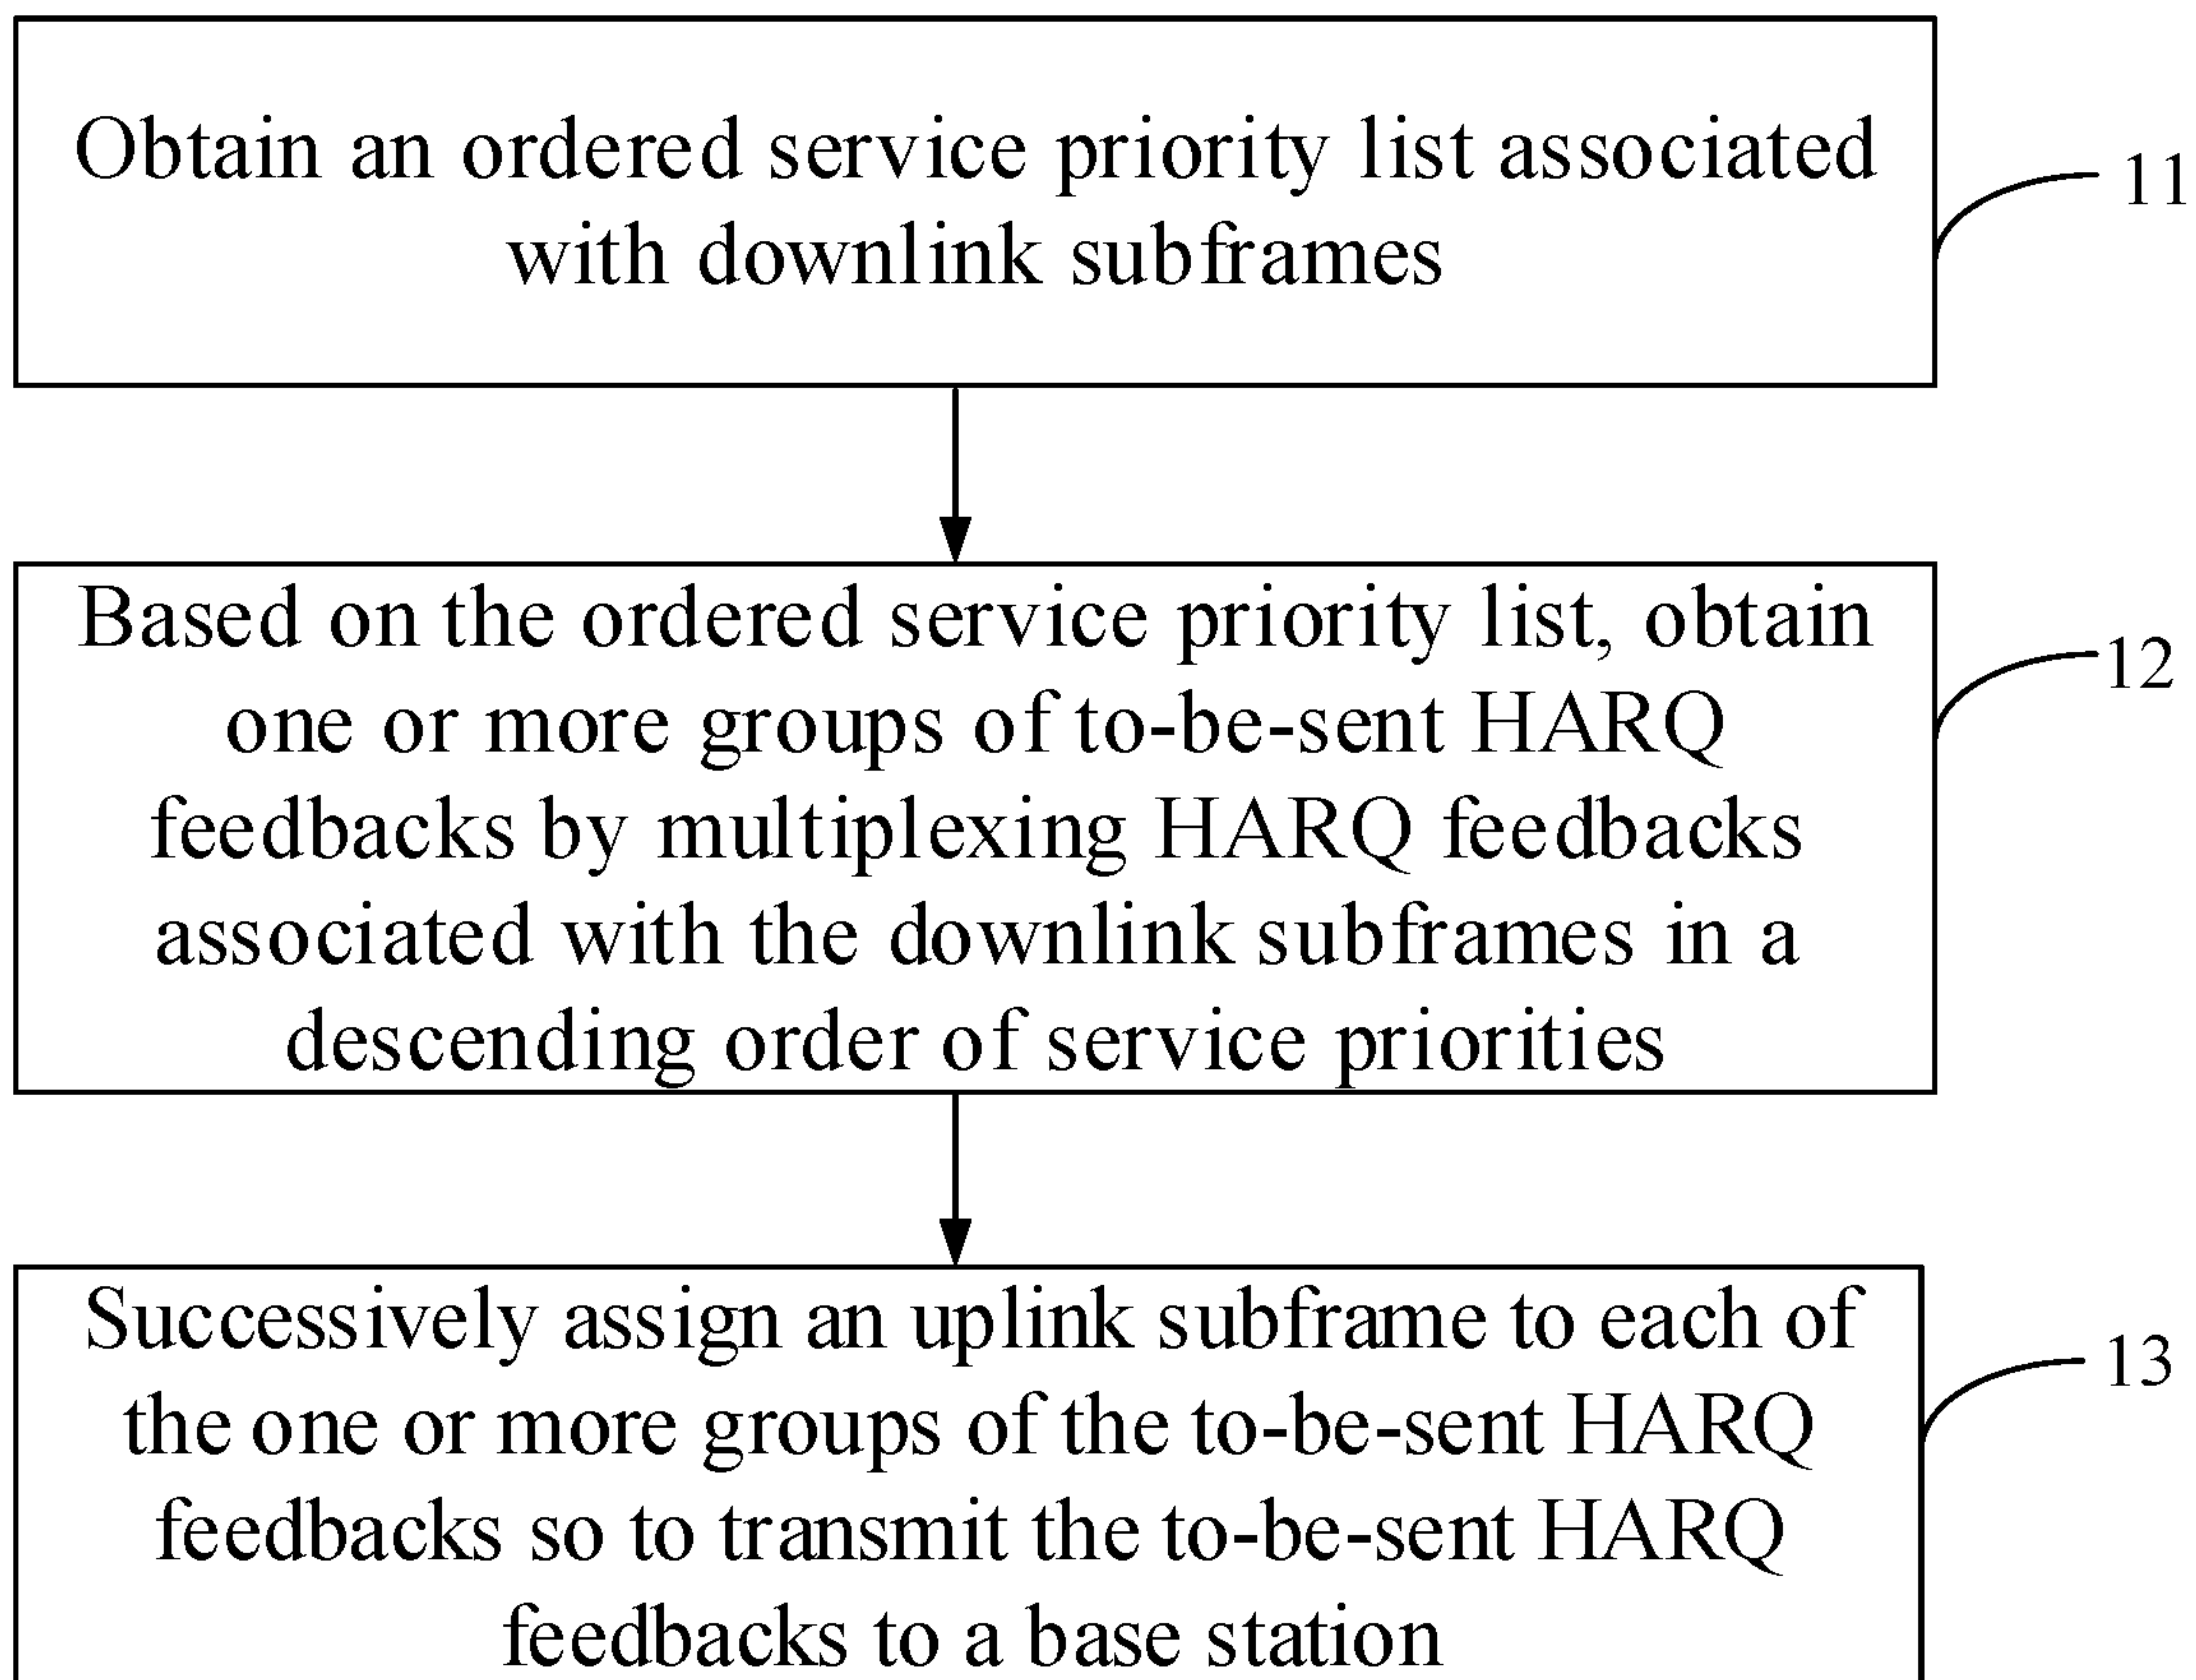 Obtain an ordered service priority list associated
with downlink subframes
11
Based on the ordered service priority list, obtain
one or more groups of to-be-sent HARQ
feedbacks by multiplexing HARQ feedbacks
associated with the downlink subframes in a
descending order of service priorities
12
Successively assign an uplink subframe to each of
the one or more groups of the to-be-sent HARQ
feedbacks so to transmit the to-be-sent HARQ
feedbacks to a base station
13